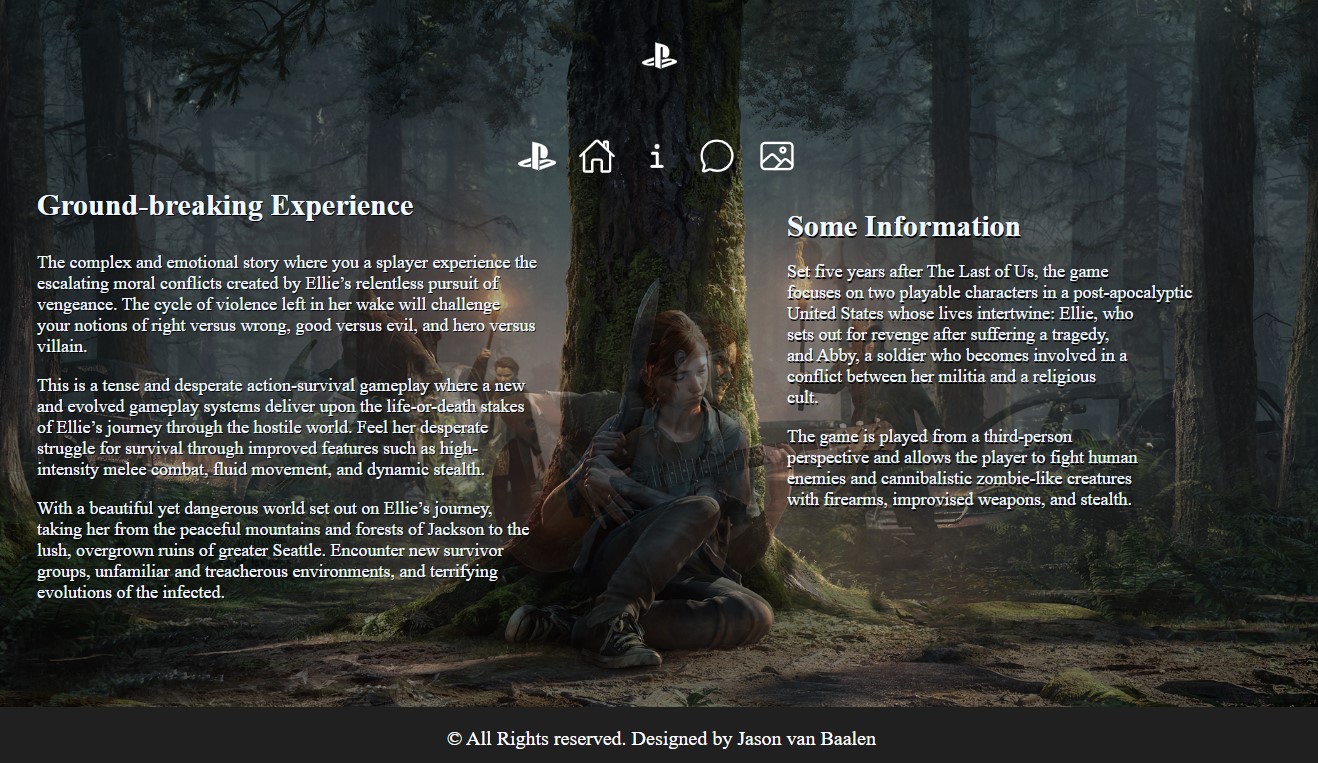 Ground-breaking Experience
The complex and emotional story where you a splayer experience the
escalating moral conflicts created by Ellie’s relentless pursuit of
vengeance. The cycle of violence left in her wake will challenge
your notions of right versus wrong, good versus evil, and hero versus
villain.
This is a tense and desperate action-survival gameplay where a new
and evolved gameplay systems deliver upon the life-or-death stakes
of Ellie’s journey through the hostile world. Feel her desperate
struggle for survival through improved features such as high-
intensity melee combat, fluid movement, and dynamic stealth.
With a beautiful yet dangerous world set out on Ellie’s journey,
taking her from the peaceful mountains and forests of Jackson to the
lush, overgrown ruins of greater Seattle. Encounter new survivor
groups, unfamiliar and treacherous environments, and terrifying
evolutions of the infected.
Some Information
Set five years after The Last of Us, the game
focuses on two playable characters in a post-apocalyptic
United States whose lives intertwine: Ellie, who
sets out for revenge after suffering a tragedy,
and Abby, a soldier who becomes involved in a
conflict between her militia and a religious
cult.
The game is played from a third-person
perspective and allows the player to fight human
enemies and cannibalistic zombie-like creatures
with firearms, improvised weapons, and stealth.
© All Rights reserved. Designed by Jason van Baalen